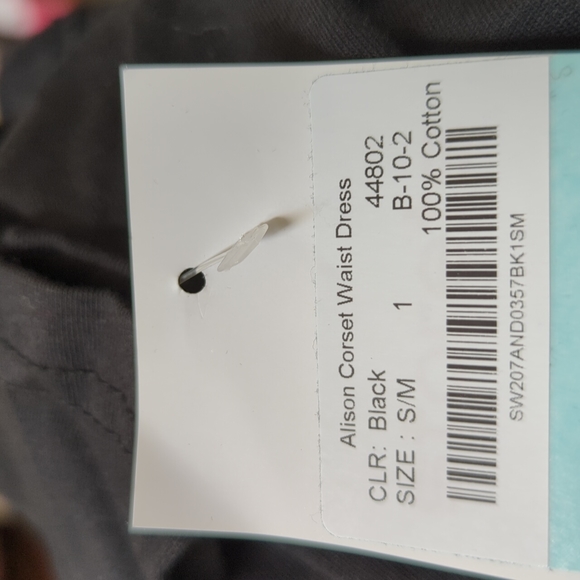 Alison Corset Waist Dress
CLR: Black 44802
SIZE : S/M 1 B-10-2
100% Cotton
SW207AND0357BK1SM